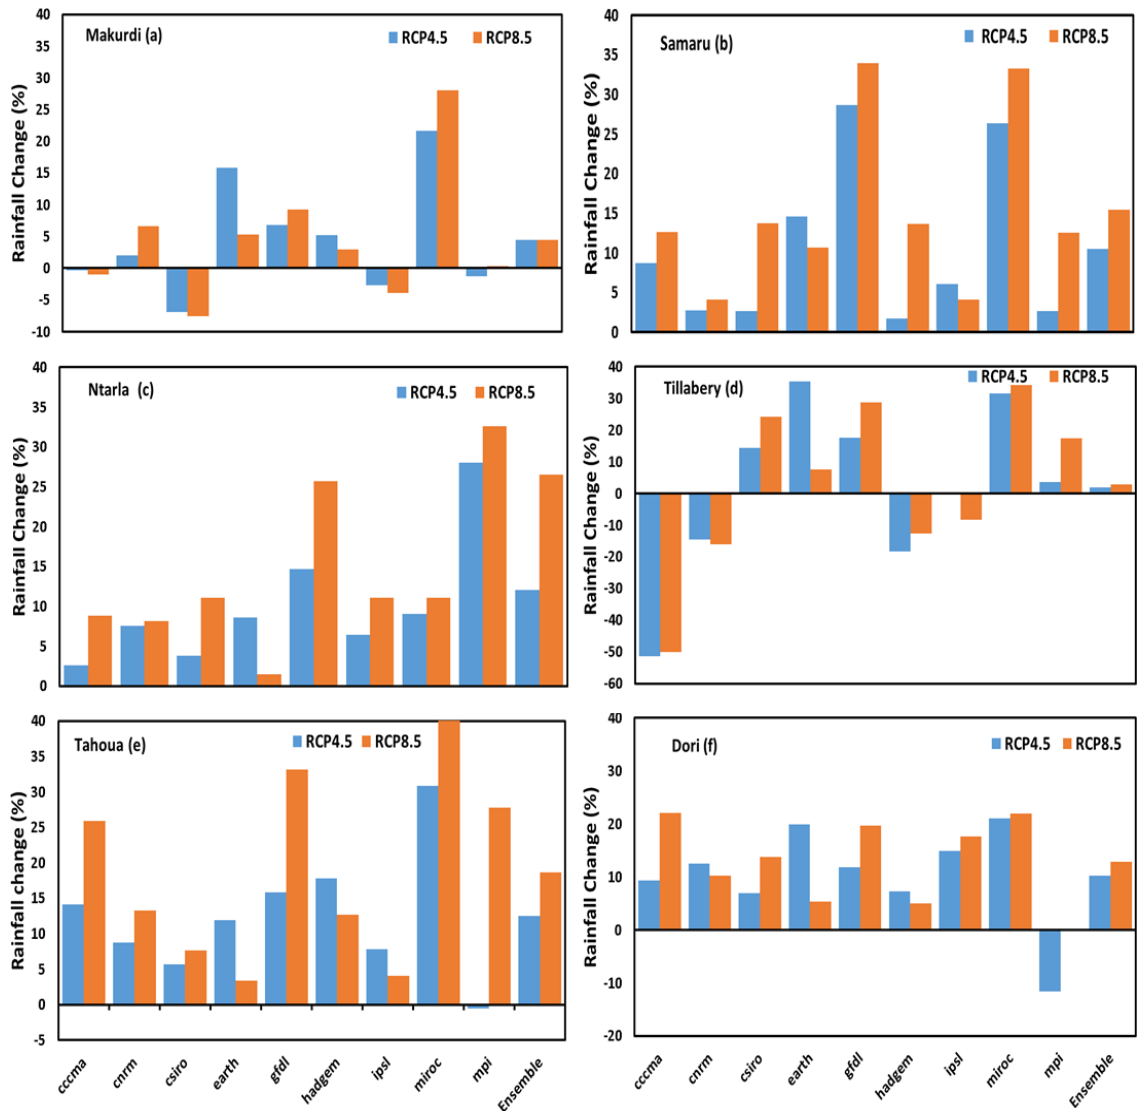 Makurdi (a)
RCP4.5 RCP8.5
Rainfall Change (%)
40
35
30
25
20
15
10
5
0
-5
-10
Samaru (b)
RCP4.5 RCP8.5
Rainfall Change (%)
40
35
30
25
20
15
10
5
0
Ntarla (c)
RCP4.5 RCP8.5
Rainfall Change (%)
40
35
30
25
20
15
10
5
0
Tillabery (d)
RCP4.5 RCP8.5
Rainfall Change (%)
40
30
20
10
0
-10
-20
-30
-40
-50
-60
Tahoua (e)
RCP4.5 RCP8.5
Rainfall change (%)
40
35
30
25
20
15
10
5
0
-5
cccma
cnrm
csiro
earth
gfdl
hadgem
ipsl
miroc
mpi
Ensemble
Dori (f)
RCP4.5 RCP8.5
Rainfall Change (%)
40
30
20
10
0
-10
-20
cccma
cnrm
csiro
earth
gfdl
hadgem
ipsl
miroc
mpi
Ensemble